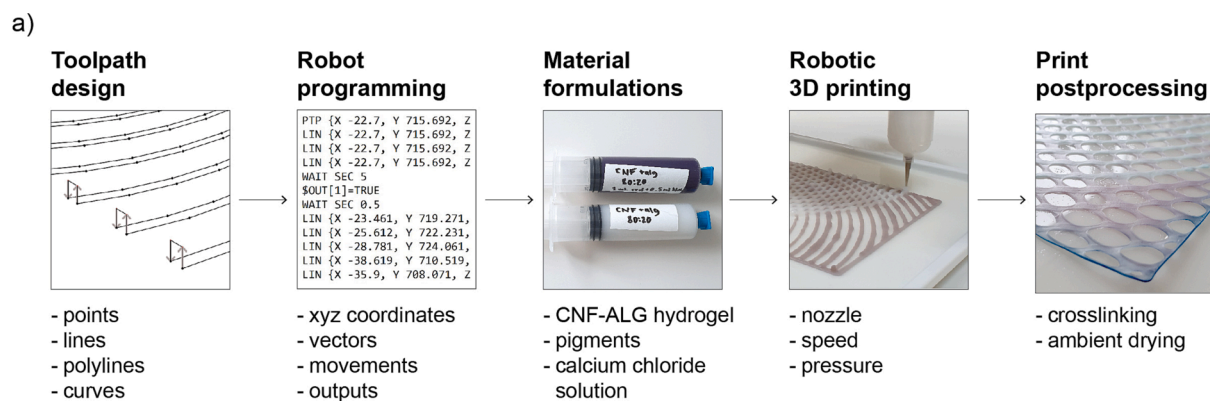 a)
Toolpath
design
Robot
programming
Material
formulations
Robotic
3D printing
Print
postprocessing
PTP {X -22.7, Y 715.692, Z
LIN {X -22.7, Y 715.692, Z
LIN {X -22.7, Y 715.692, Z
LIN {X -22.7, Y 715.692, Z
WAIT SEC 5
$OUT[1]=TRUE
WAIT SEC 0.5
LIN {X -23.461, Y 719.271,
LIN {X -25.612, Y 722.231,
LIN {X -28.781, Y 724.061,
LIN {X -38.619, Y 710.519,
LIN {X -35.9, Y 708.071, Z
CNF + alg
80:20
CNF + alg
80:20
- points
- lines
- polylines
- curves
- xyz coordinates
- vectors
- movements
- outputs
- CNF-ALG hydrogel
- pigments
- calcium chloride
solution
- nozzle
- speed
- pressure
- crosslinking
- ambient drying